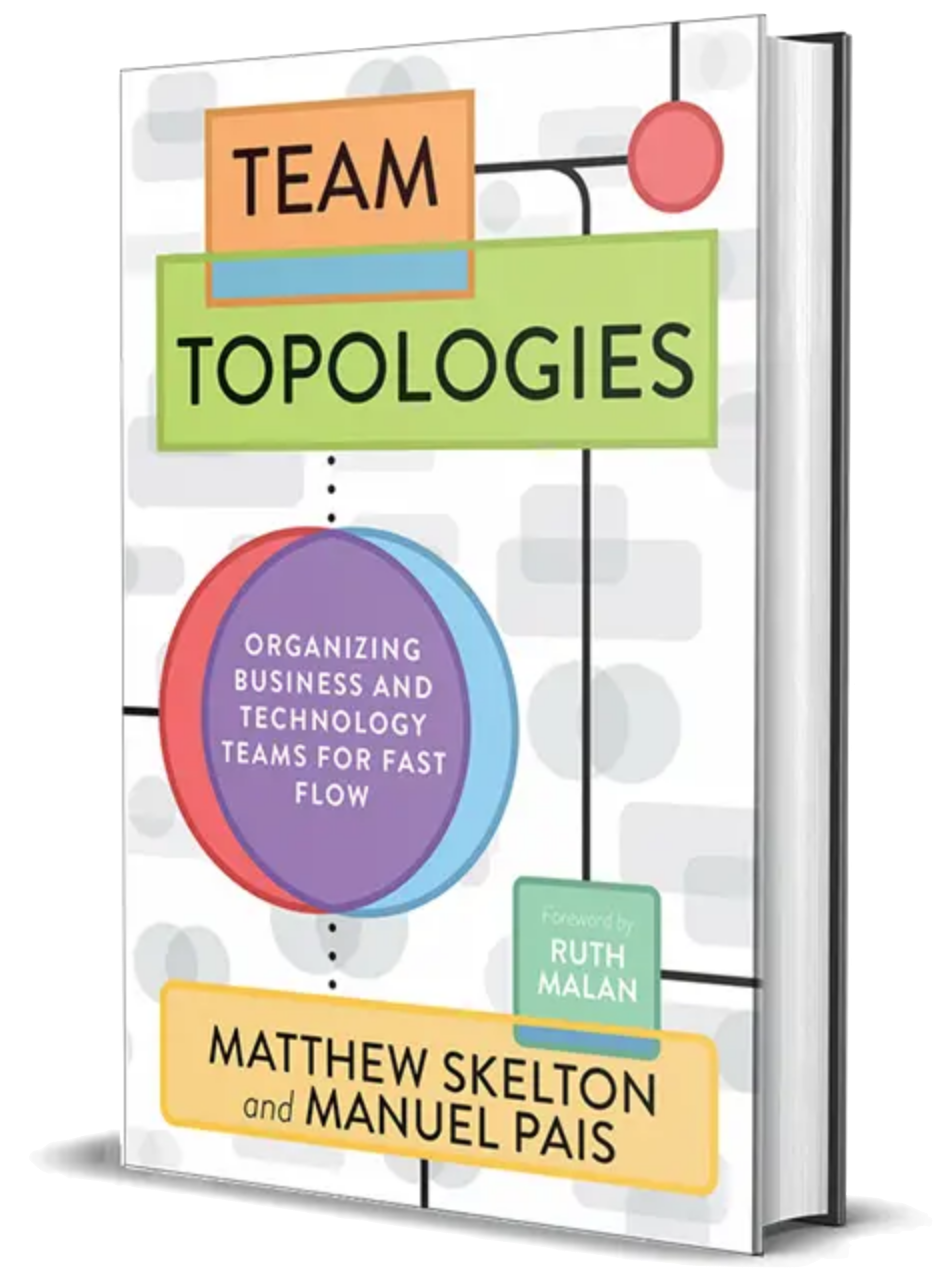 TEAM
TOPOLOGIES
ORGANIZING
BUSINESS AND
TECHNOLOGY
TEAMS FOR FAST
FLOW
Foreword by
RUTH
MALAN
MATTHEW SKELTON
and MANUEL PAIS